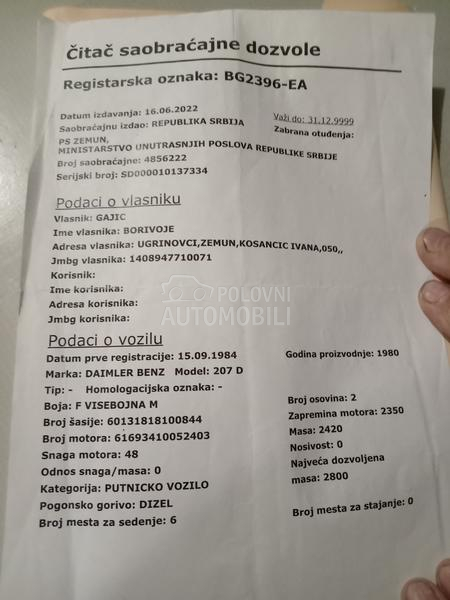 Čitač saobraćajne dozvole
Registarska oznaka: BG2396-EA
Datum izdavanja: 16.06.2022
Važi do: 31.12.9999
Saobraćajnu izdao: REPUBLIKA SRBIJA
Zabrana otuđenja:
PS ZEMUN,
MINISTARSTVO UNUTRASNJIH POSLOVA REPUBLIKE SRBIJE
Broj saobraćajne: 4856222
Serijski broj: SD000010137334
Podaci o vlasniku
Vlasnik: GAJIC
Ime vlasnika: BORIVOJE
Adresa vlasnika: UGRINOVCI,ZEMUN,KOSANCIC IVANA,050,,
Jmbg vlasnika: 1408947710071
Korisnik:
Ime korisnika:
Adresa korisnika:
Jmbg korisnika:
POLOVNI
AUTOMOBILI
Podaci o vozilu
Datum prve registracije: 15.09.1984
Godina proizvodnje: 1980
Marka: DAIMLER BENZ Model: 207 D
Tip: - Homologacijska oznaka: -
Boja: F VISEBOJNA M
Broj osovina: 2
Broj šasije: 60131818100844
Zapremina motora: 2350
Broj motora: 61693410052403
Masa: 2420
Snaga motora: 48
Nosivost: 0
Odnos snaga/masa: 0
Najveća dozvoljena
masa: 2800
Kategorija: PUTNICKO VOZILO
Pogonsko gorivo: DIZEL
Broj mesta za sedenje: 6
Broj mesta za stajanje: 0